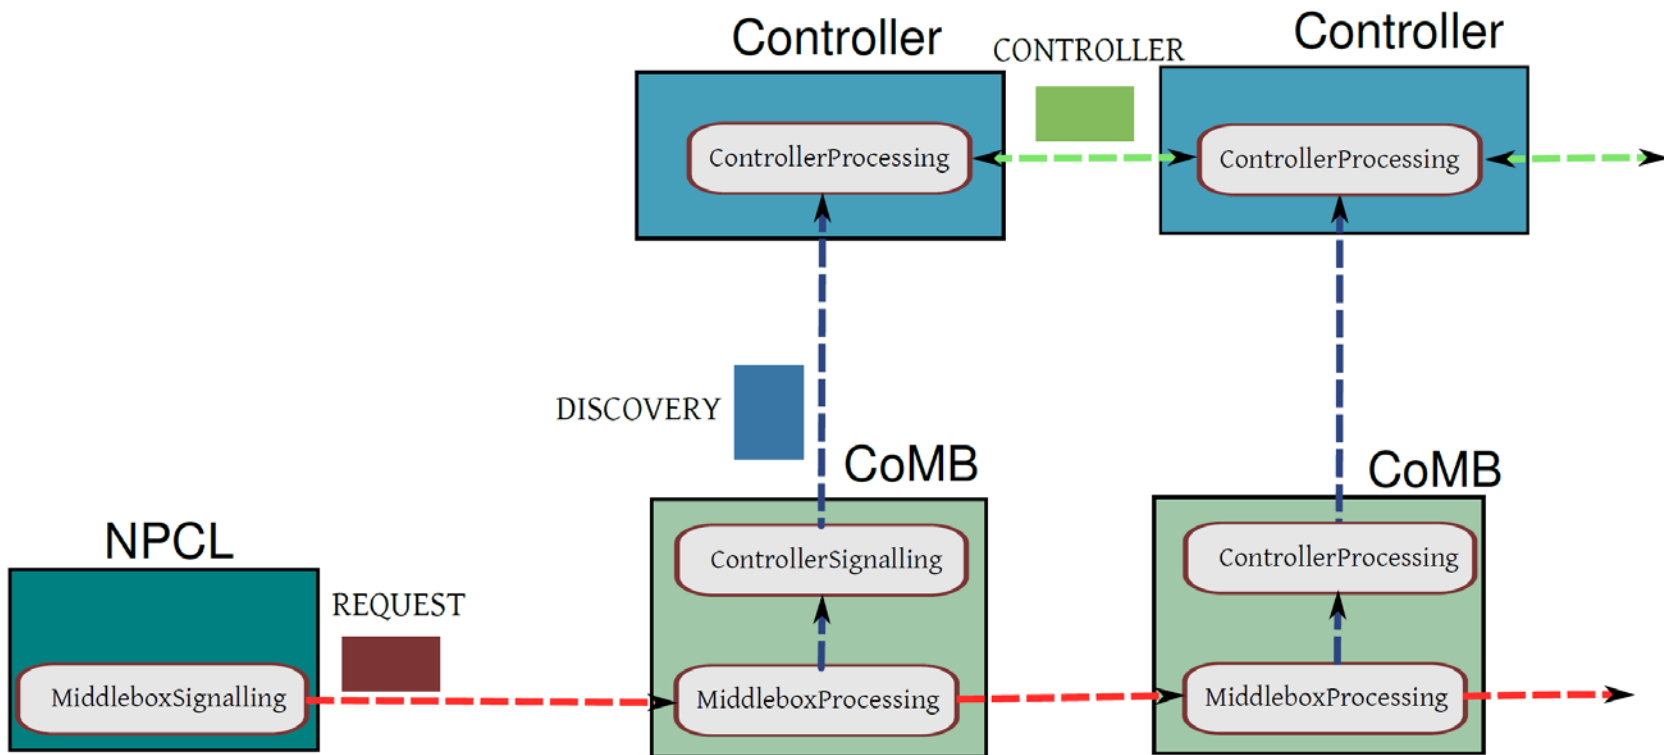 Controller
CONTROLLER
Controller
ControllerProcessing
ControllerProcessing
DISCOVERY
CoMB
CoMB
NPCL
ControllerSignalling
ControllerProcessing
REQUEST
MiddleboxSignalling
MiddleboxProcessing
MiddleboxProcessing